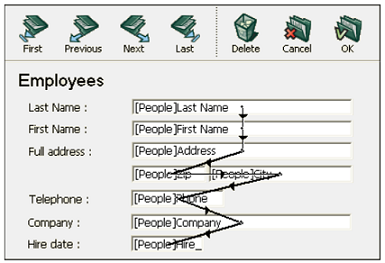 First Previous Next Last Delete Cancel OK
Employees
Last Name : [People]Last Name
First Name : [People]First Name
Full address : [People]Address
[People]Zip [People]City
Telephone : [People]Phone
Company : [People]Company
Hire date : [People]Hire_